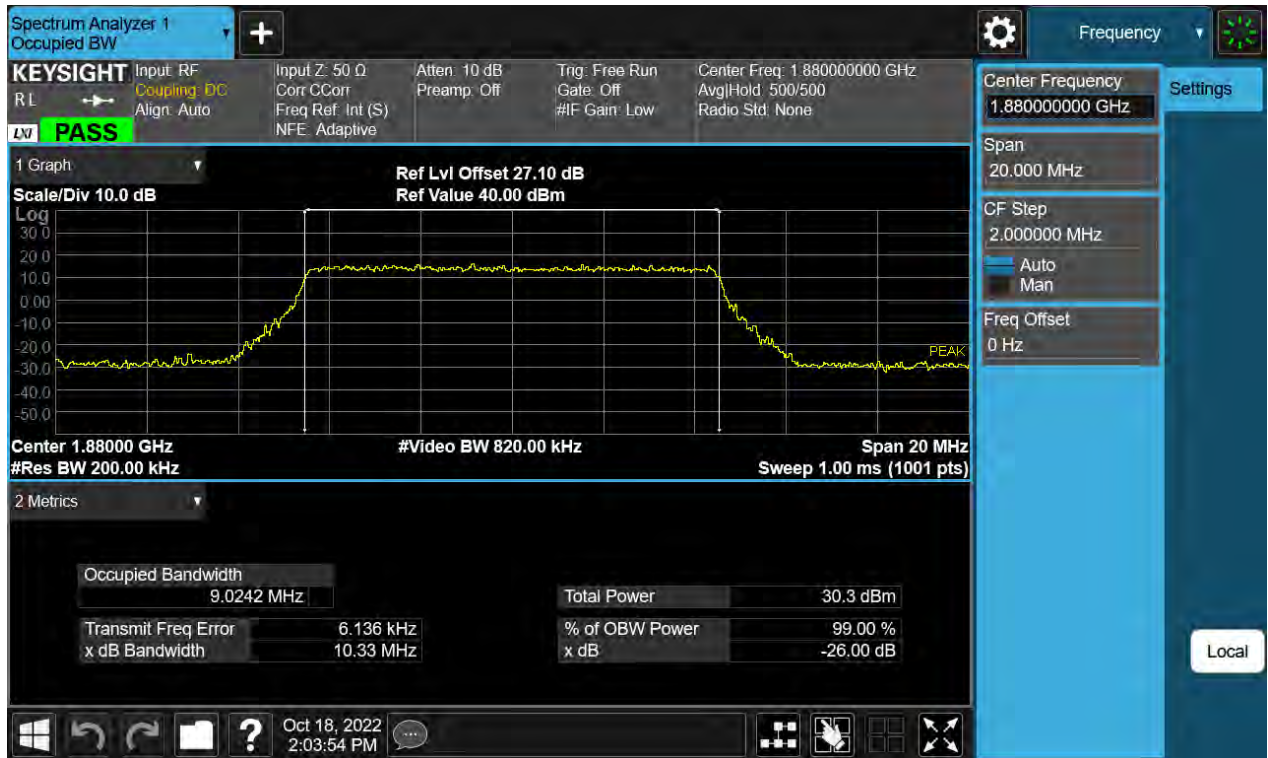 Spectrum Analyzer 1
Occupied BW
+
Frequency
KEYSIGHT
RL
LXI
PASS
Input: RF
Coupling: DC
Align: Auto
Input Z: 50 Ω
Corr CCorr
Freq Ref: Int (S)
NFE: Adaptive
Atten: 10 dB
Preamp: Off
Trig: Free Run
Gate: Off
#IF Gain: Low
Center Freq: 1.880000000 GHz
Avg|Hold: 500/500
Radio Std: None
Center Frequency
1.880000000 GHz
Settings
Span
20.000 MHz
CF Step
2.000000 MHz
Auto
Man
Freq Offset
0 Hz
Local
1 Graph
Scale/Div 10.0 dB
Ref Lvl Offset 27.10 dB
Ref Value 40.00 dBm
Log
30.0
20.0
10.0
0.00
-10.0
-20.0
-30.0
-40.0
-50.0
PEAK
Center 1.88000 GHz
#Video BW 820.00 kHz
Span 20 MHz
#Res BW 200.00 kHz
Sweep 1.00 ms (1001 pts)
2 Metrics
Occupied Bandwidth
9.0242 MHz
Total Power 30.3 dBm
Transmit Freq Error 6.136 kHz
% of OBW Power 99.00 %
x dB Bandwidth 10.33 MHz
x dB -26.00 dB
?
Oct 18, 2022
2:03:54 PM